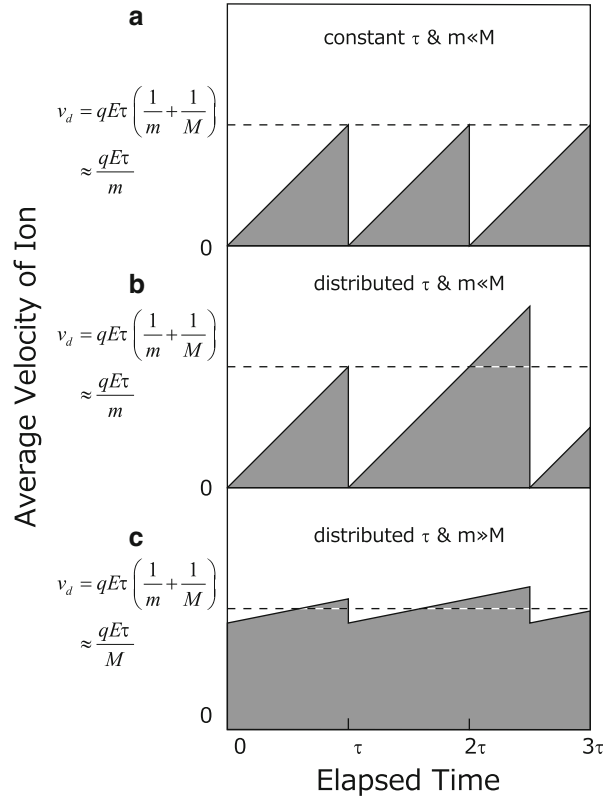 a
constant τ & m«M
v_d = qEτ(1/m + 1/M)
≈ qEτ/m
0
b
distributed τ & m«M
v_d = qEτ(1/m + 1/M)
≈ qEτ/m
0
c
distributed τ & m»M
v_d = qEτ(1/m + 1/M)
≈ qEτ/M
0
Average Velocity of Ion
0 τ 2τ 3τ
Elapsed Time